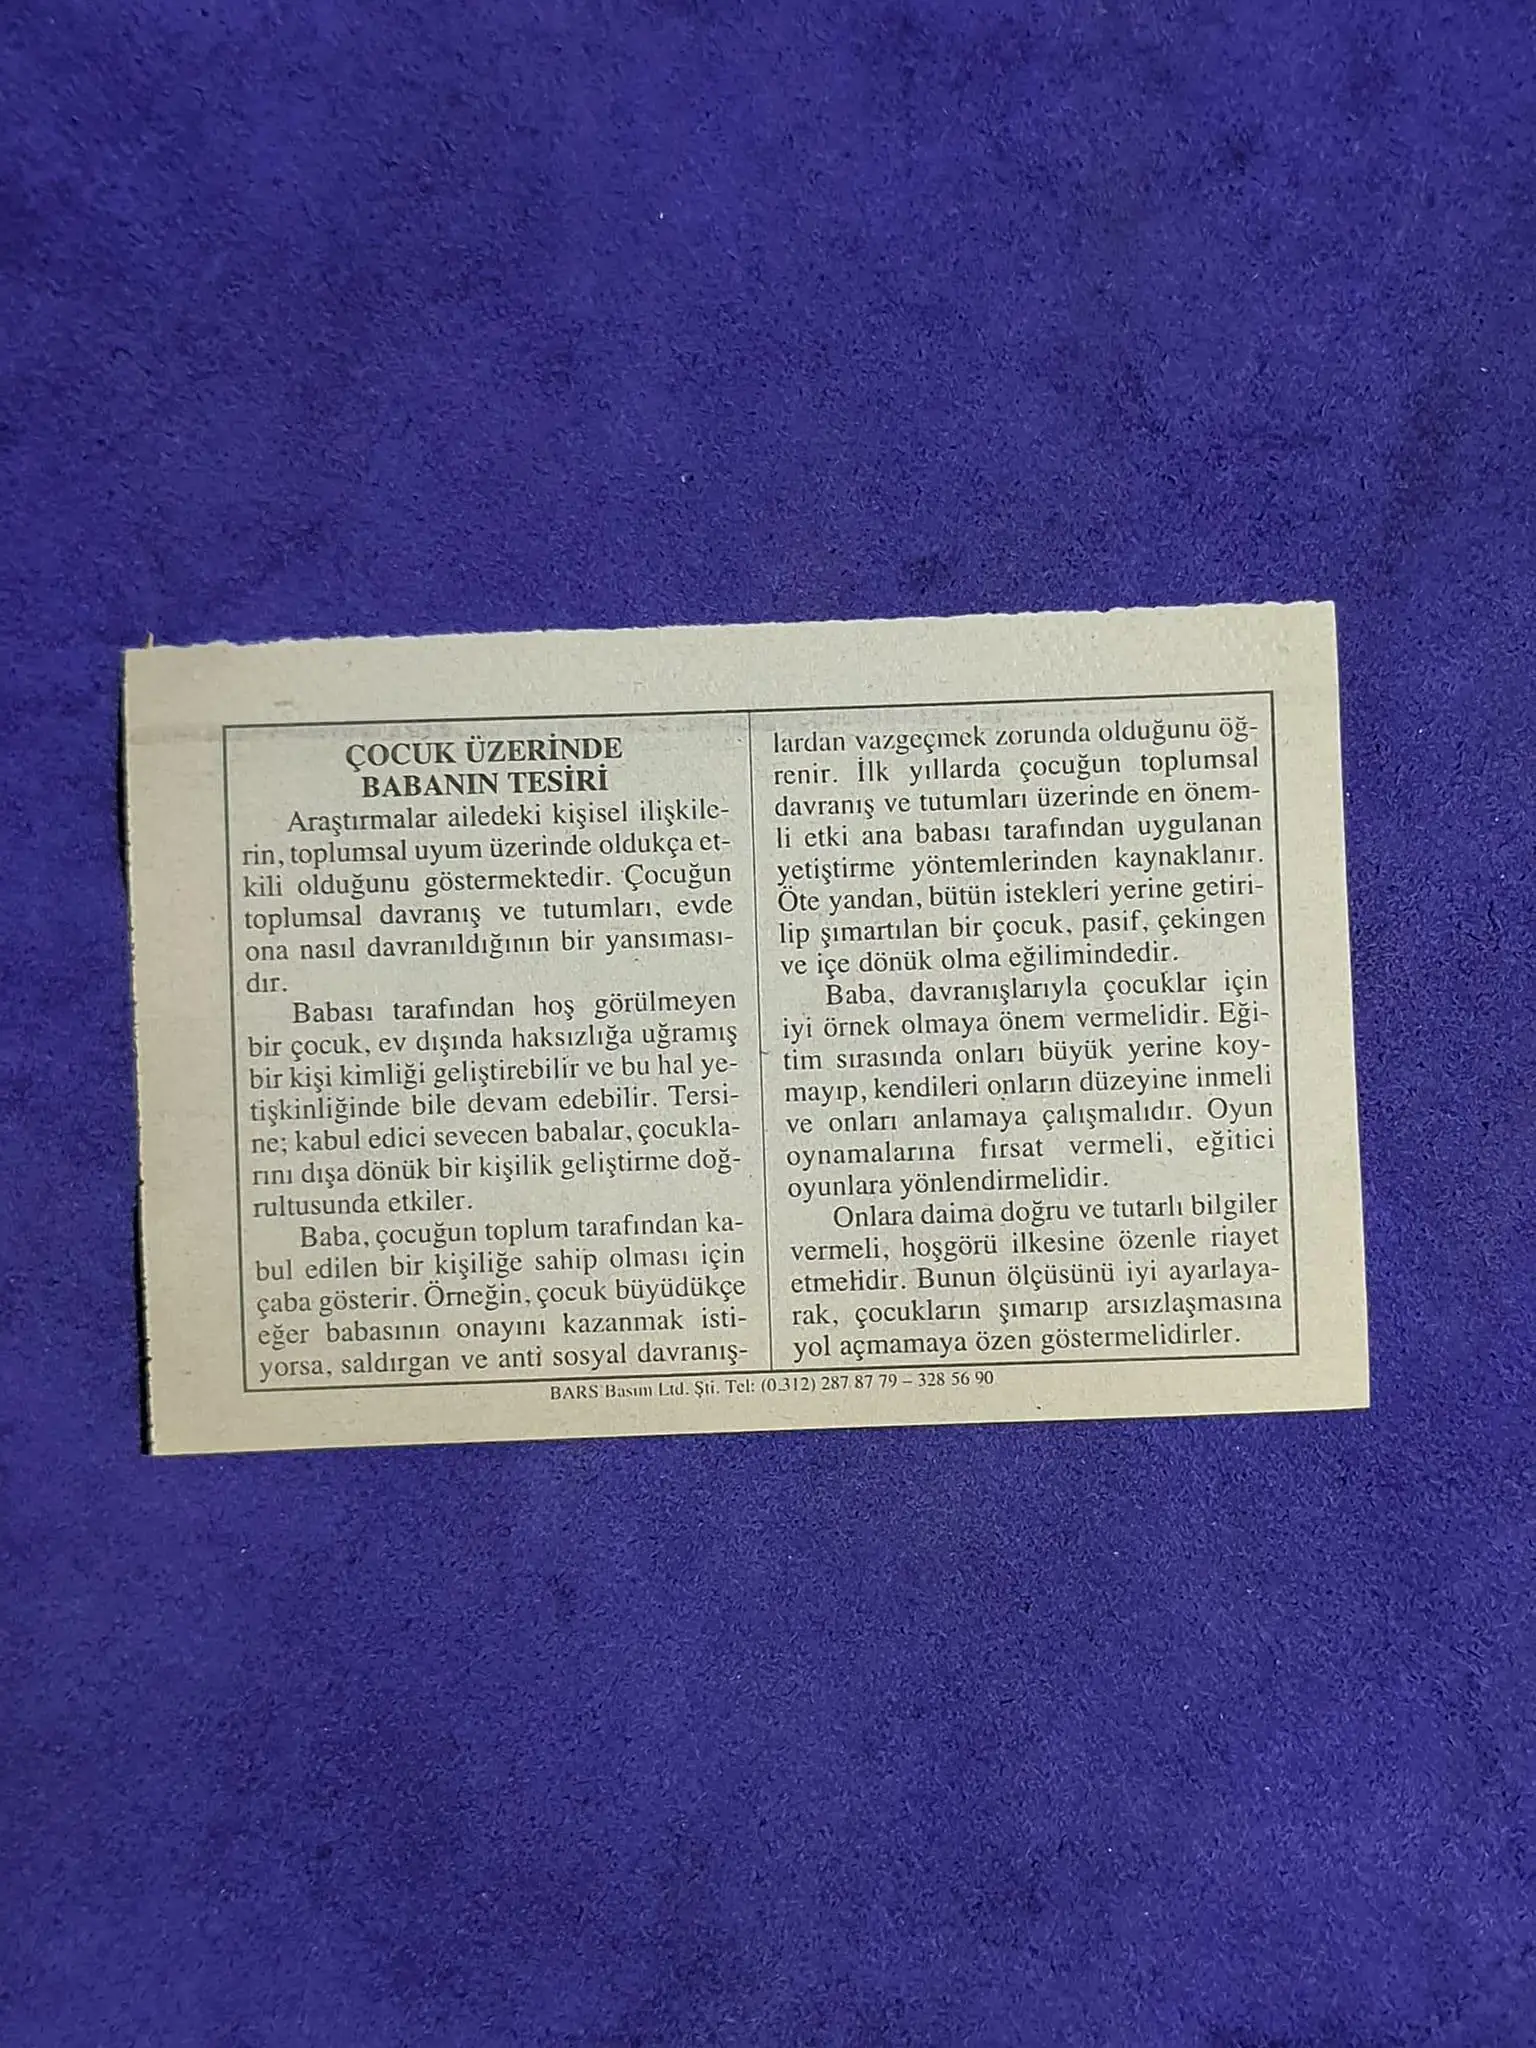 ÇOCUK ÜZERİNDE
BABANIN TESİRİ
Araştırmalar ailedeki kişisel ilişkile-
rin, toplumsal uyum üzerinde oldukça et-
kili olduğunu göstermektedir. Çocuğun
toplumsal davranış ve tutumları, evde
ona nasıl davranıldığının bir yansıması-
dır.
Babası tarafından hoş görülmeyen
bir çocuk, ev dışında haksızlığa uğramış
bir kişi kimliği geliştirebilir ve bu hal ye-
tişkinliğinde bile devam edebilir. Tersi-
ne; kabul edici sevecen babalar, çocukla-
rını dışa dönük bir kişilik geliştirme doğ-
rultusunda etkiler.
Baba, çocuğun toplum tarafından ka-
bul edilen bir kişiliğe sahip olması için
çaba gösterir. Örneğin, çocuk büyüdükçe
eğer babasının onayını kazanmak isti-
yorsa, saldırgan ve anti sosyal davranış-
lardan vazgeçmek zorunda olduğunu öğ-
renir. İlk yıllarda çocuğun toplumsal
davranış ve tutumları üzerinde en önem-
li etki ana babası tarafından uygulanan
yetiştirme yöntemlerinden kaynaklanır.
Öte yandan, bütün istekleri yerine getiri-
lip şımartılan bir çocuk, pasif, çekingen
ve içe dönük olma eğilimindedir.
Baba, davranışlarıyla çocuklar için
iyi örnek olmaya önem vermelidir. Eği-
tim sırasında onları büyük yerine koy-
mayıp, kendileri onların düzeyine inmeli
ve onları anlamaya çalışmalıdır. Oyun
oynamalarına fırsat vermeli, eğitici
oyunlara yönlendirmelidir.
Onlara daima doğru ve tutarlı bilgiler
vermeli, hoşgörü ilkesine özenle riayet
etmelidir. Bunun ölçüsünü iyi ayarlaya-
rak, çocukların şımarıp arsızlaşmasına
yol açmamaya özen göstermelidirler.
BARS Basım Ltd. Şti. Tel: (0.312) 287 87 79 – 328 56 90